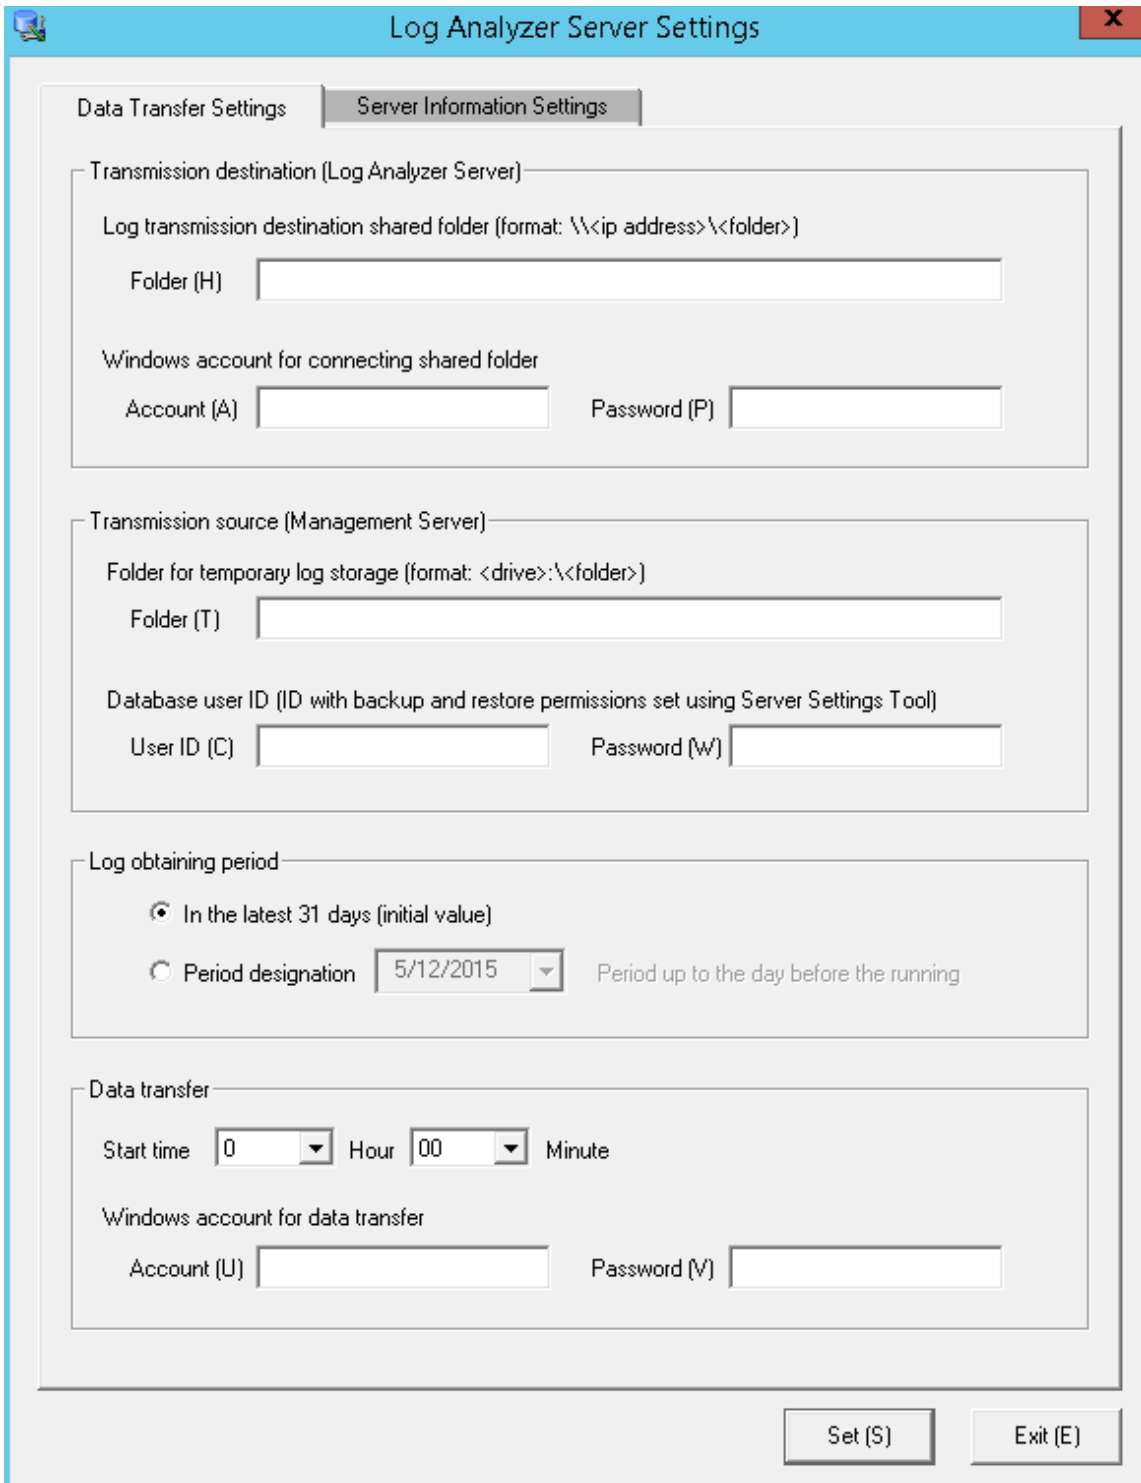 Log Analyzer Server Settings
x
Data Transfer Settings
Server Information Settings
Transmission destination (Log Analyzer Server)
Log transmission destination shared folder (format: \\<ip address>\<folder>)
Folder (H)
Windows account for connecting shared folder
Account (A)
Password (P)
Transmission source (Management Server)
Folder for temporary log storage (format: <drive>:\<folder>)
Folder (T)
Database user ID (ID with backup and restore permissions set using Server Settings Tool)
User ID (C)
Password (W)
Log obtaining period
In the latest 31 days (initial value)
Period designation 5/12/2015 Period up to the day before the running
Data transfer
Start time 0 Hour 00 Minute
Windows account for data transfer
Account (U)
Password (V)
Set (S)
Exit (E)